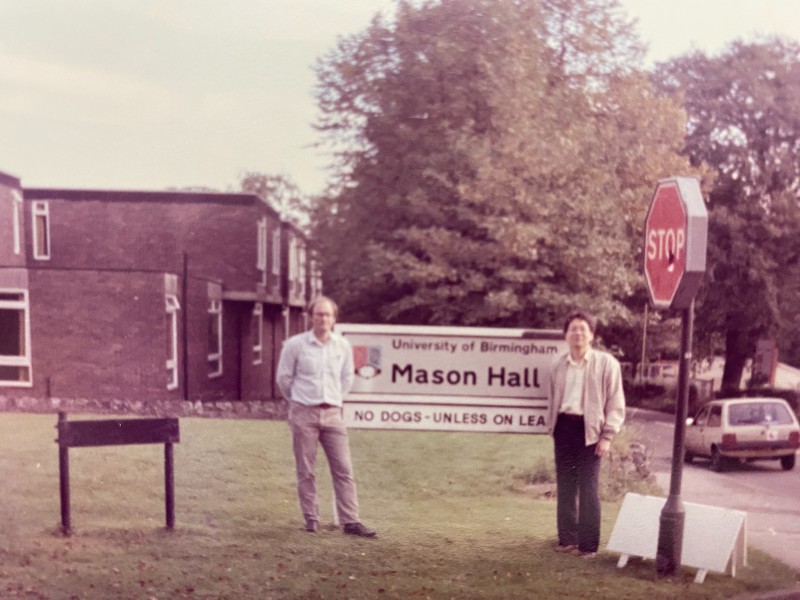 University of Birmingham
Mason Hall
NO DOGS-UNLESS ON LEA
STOP